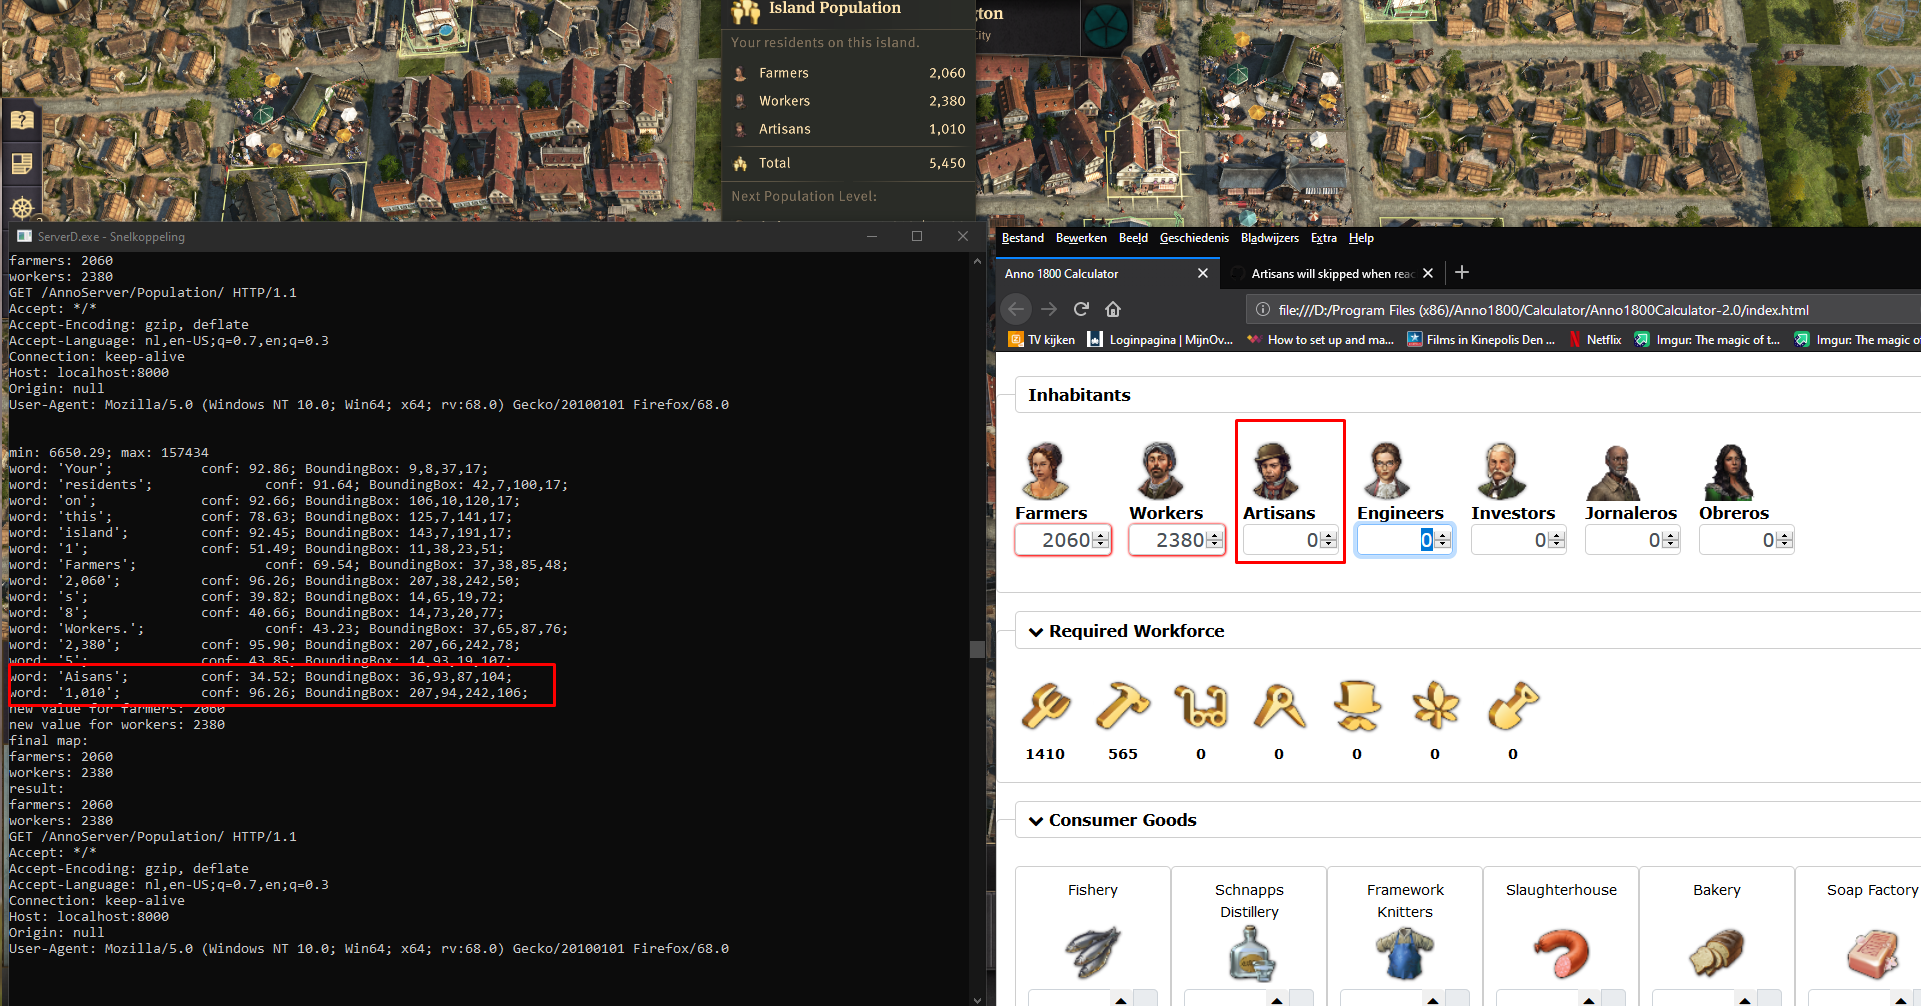 Island Population
Your residents on this island.
Farmers 2,060
Workers 2,380
Artisans 1,010
Total 5,450
Next Population Level:
gton
City
ServerD.exe - Snelkoppeling
farmers: 2060
workers: 2380
GET /AnnoServer/Population/ HTTP/1.1
Accept: */*
Accept-Encoding: gzip, deflate
Accept-Language: nl,en-US;q=0.7,en;q=0.3
Connection: keep-alive
Host: localhost:8000
Origin: null
User-Agent: Mozilla/5.0 (Windows NT 10.0; Win64; x64; rv:68.0) Gecko/20100101 Firefox/68.0
min: 6650.29; max: 157434
word: 'Your'; conf: 92.86; BoundingBox: 9,8,37,17;
word: 'residents'; conf: 91.64; BoundingBox: 42,7,100,17;
word: 'on'; conf: 92.66; BoundingBox: 106,10,120,17;
word: 'this'; conf: 78.63; BoundingBox: 125,7,141,17;
word: 'island'; conf: 92.45; BoundingBox: 143,7,191,17;
word: '1'; conf: 51.49; BoundingBox: 11,38,23,51;
word: 'Farmers'; conf: 69.54; BoundingBox: 37,38,85,48;
word: '2,060'; conf: 96.26; BoundingBox: 207,38,242,50;
word: 's'; conf: 39.82; BoundingBox: 14,65,19,72;
word: '8'; conf: 40.66; BoundingBox: 14,73,20,77;
word: 'Workers.'; conf: 43.23; BoundingBox: 37,65,87,76;
word: '2,380'; conf: 95.90; BoundingBox: 207,66,242,78;
word: '5'; conf: 43.85; BoundingBox: 14,93,19,107;
word: 'Aisans'; conf: 34.52; BoundingBox: 36,93,87,104;
word: '1,010'; conf: 96.26; BoundingBox: 207,94,242,106;
new value for farmers: 2060
new value for workers: 2380
final map:
farmers: 2060
workers: 2380
result:
farmers: 2060
workers: 2380
GET /AnnoServer/Population/ HTTP/1.1
Accept: */*
Accept-Encoding: gzip, deflate
Accept-Language: nl,en-US;q=0.7,en;q=0.3
Connection: keep-alive
Host: localhost:8000
Origin: null
User-Agent: Mozilla/5.0 (Windows NT 10.0; Win64; x64; rv:68.0) Gecko/20100101 Firefox/68.0
Bestand Bewerken Beeld Geschiedenis Bladwijzers Extra Help
Anno 1800 Calculator
Artisans will skipped when reac
file:///D:/Program Files (x86)/Anno1800/Calculator/Anno1800Calculator-2.0/index.html
TV kijken Loginpagina | MijnOv... How to set up and ma... Films in Kinepolis Den ... Netflix Imgur: The magic of t... Imgur: The magic of
Inhabitants
Farmers Workers Artisans Engineers Investors Jornaleros Obreros
2060 2380 0 0 0 0 0
Required Workforce
1410 565 0 0 0 0 0
Consumer Goods
Fishery Schnapps Distillery Framework Knitters Slaughterhouse Bakery Soap Factory